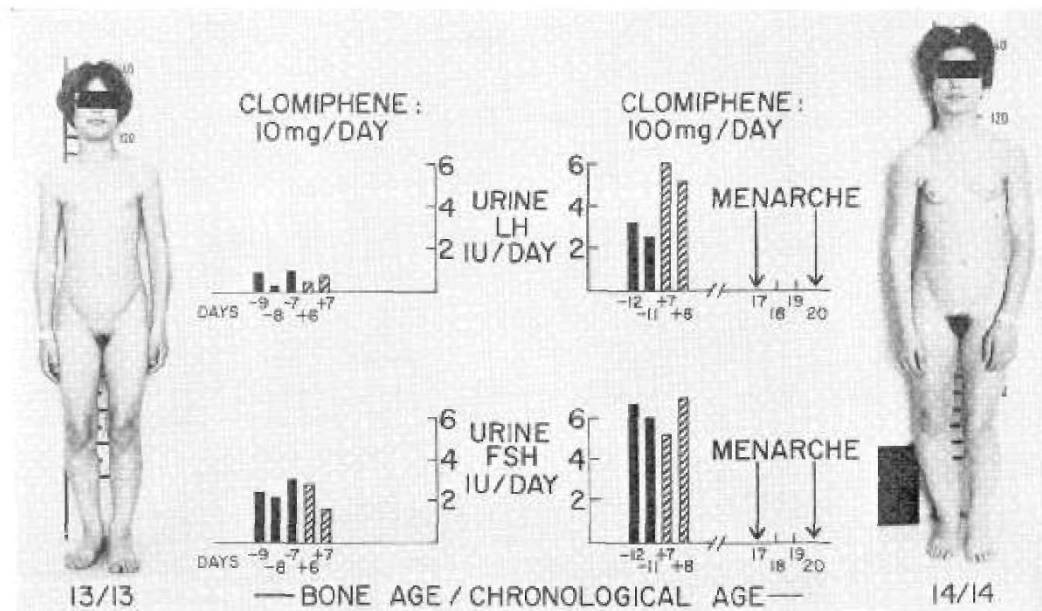 CLOMIPHENE:
10mg/DAY
CLOMIPHENE:
100mg/DAY
120
120
6
4
2
URINE
LH
IU/DAY
6
4
2
MENARCHE
DAYS
-9
-8
-7
+6
+7
-12
-11
+7
+8
17
18
19
20
6
4
2
URINE
FSH
IU/DAY
6
4
2
MENARCHE
DAYS
-9
-8
-7
+6
+7
-12
-11
+7
+8
17
18
19
20
13/13
BONE AGE / CHRONOLOGICAL AGE
14/14